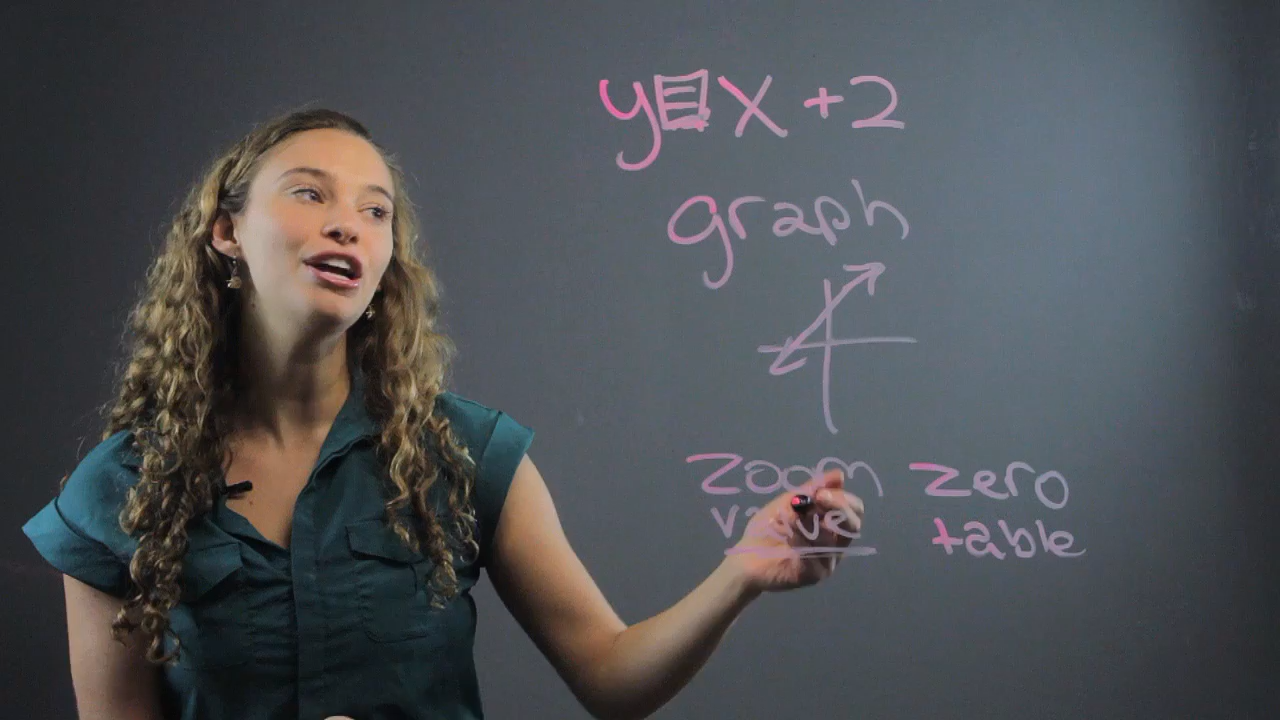 y=x+2
graph
zoom zero
value table